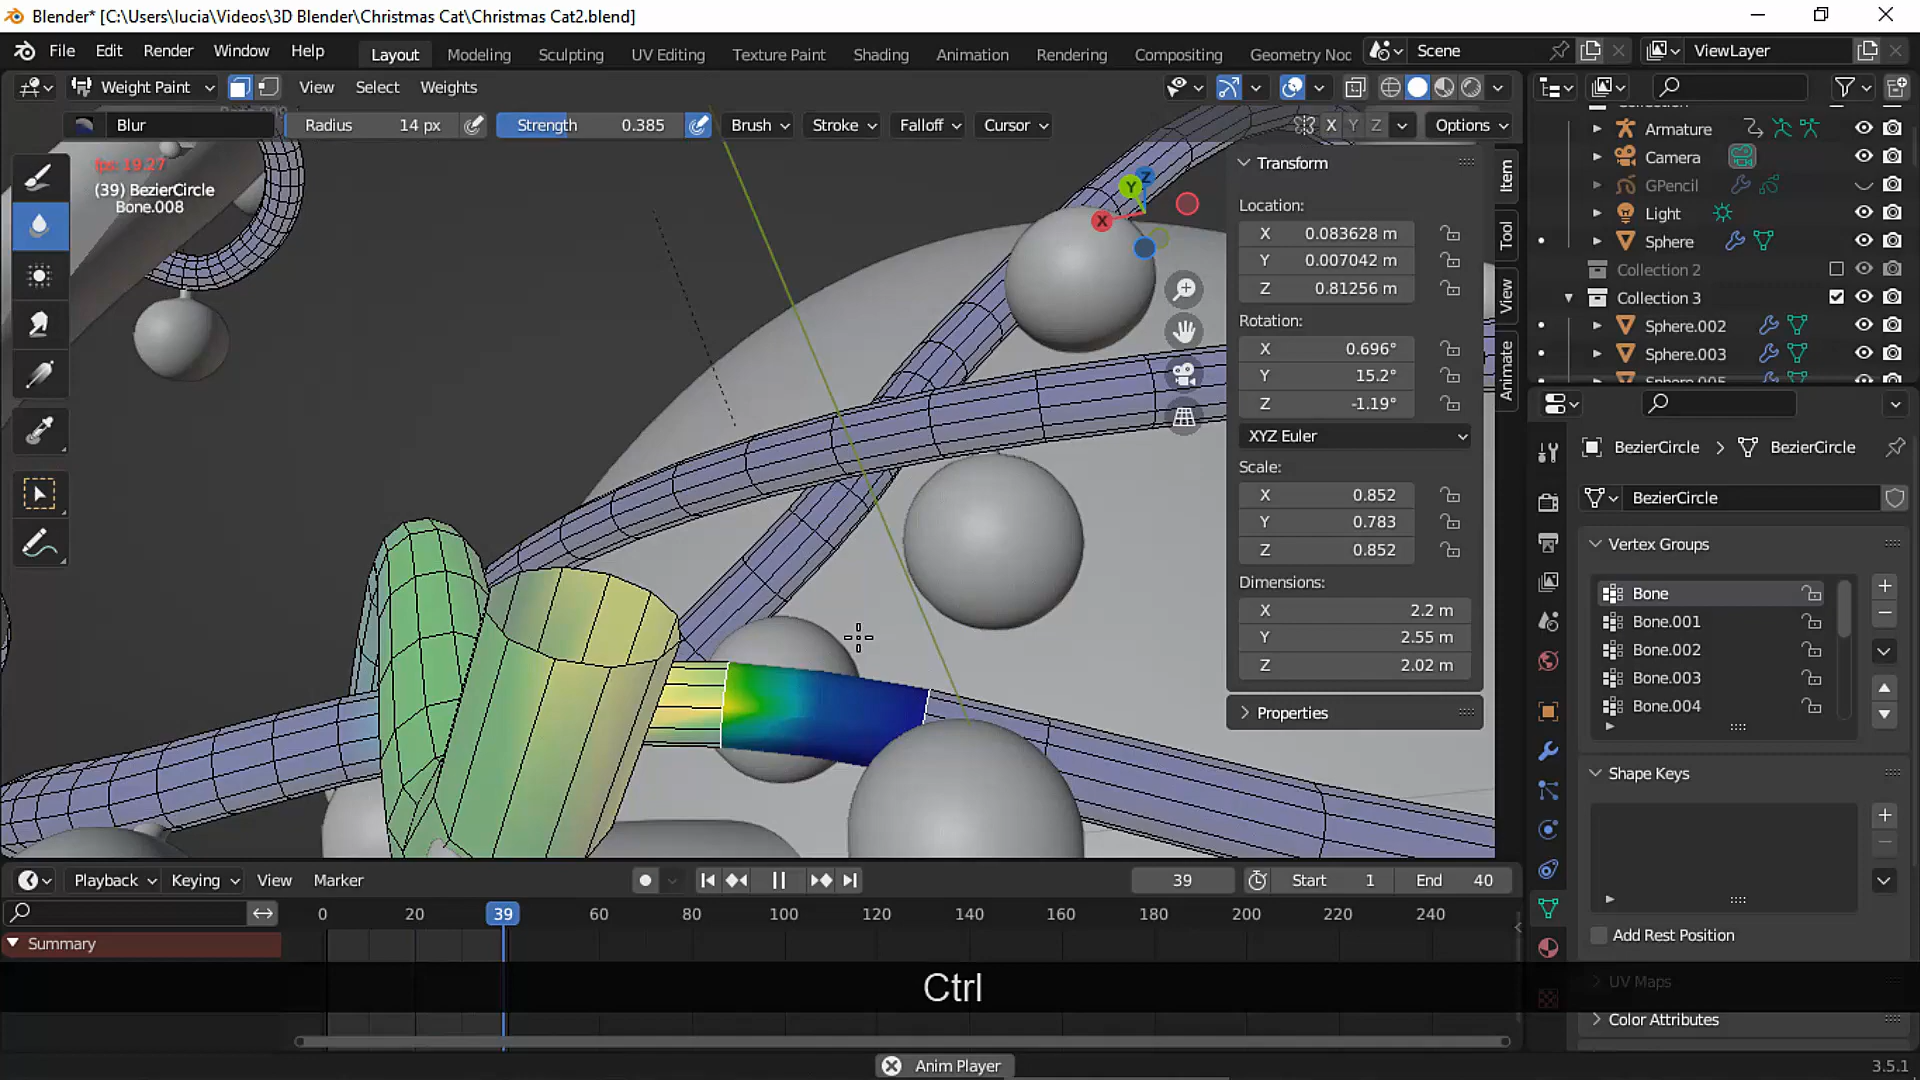 Blender* [C:\Users\lucia\Videos\3D Blender\Christmas Cat\Christmas Cat2.blend]
File Edit Render Window Help Layout Modeling Sculpting UV Editing Texture Paint Shading Animation Rendering Compositing Geometry Noc Scene ViewLayer
Weight Paint View Select Weights
Blur Radius 14 px Strength 0.385 Brush Stroke Falloff Cursor X Y Z Options
fps: 19.27
(39) BezierCircle
Bone.008
Transform
Location:
X 0.083628 m
Y 0.007042 m
Z 0.81256 m
Rotation:
X 0.696°
Y 15.2°
Z -1.19°
XYZ Euler
Scale:
X 0.852
Y 0.783
Z 0.852
Dimensions:
X 2.2 m
Y 2.55 m
Z 2.02 m
Properties
Item
Tool
View
Animate
X
Y
Z
Armature
Camera
GPencil
Light
Sphere
Collection 2
Collection 3
Sphere.002
Sphere.003
Sphere.005
BezierCircle BezierCircle
BezierCircle
Vertex Groups
Bone
Bone.001
Bone.002
Bone.003
Bone.004
Shape Keys
Add Rest Position
UV Maps
Color Attributes
Playback Keying View Marker 39 Start 1 End 40
0 20 39 60 80 100 120 140 160 180 200 220 240
Summary
Ctrl
Anim Player
3.5.1